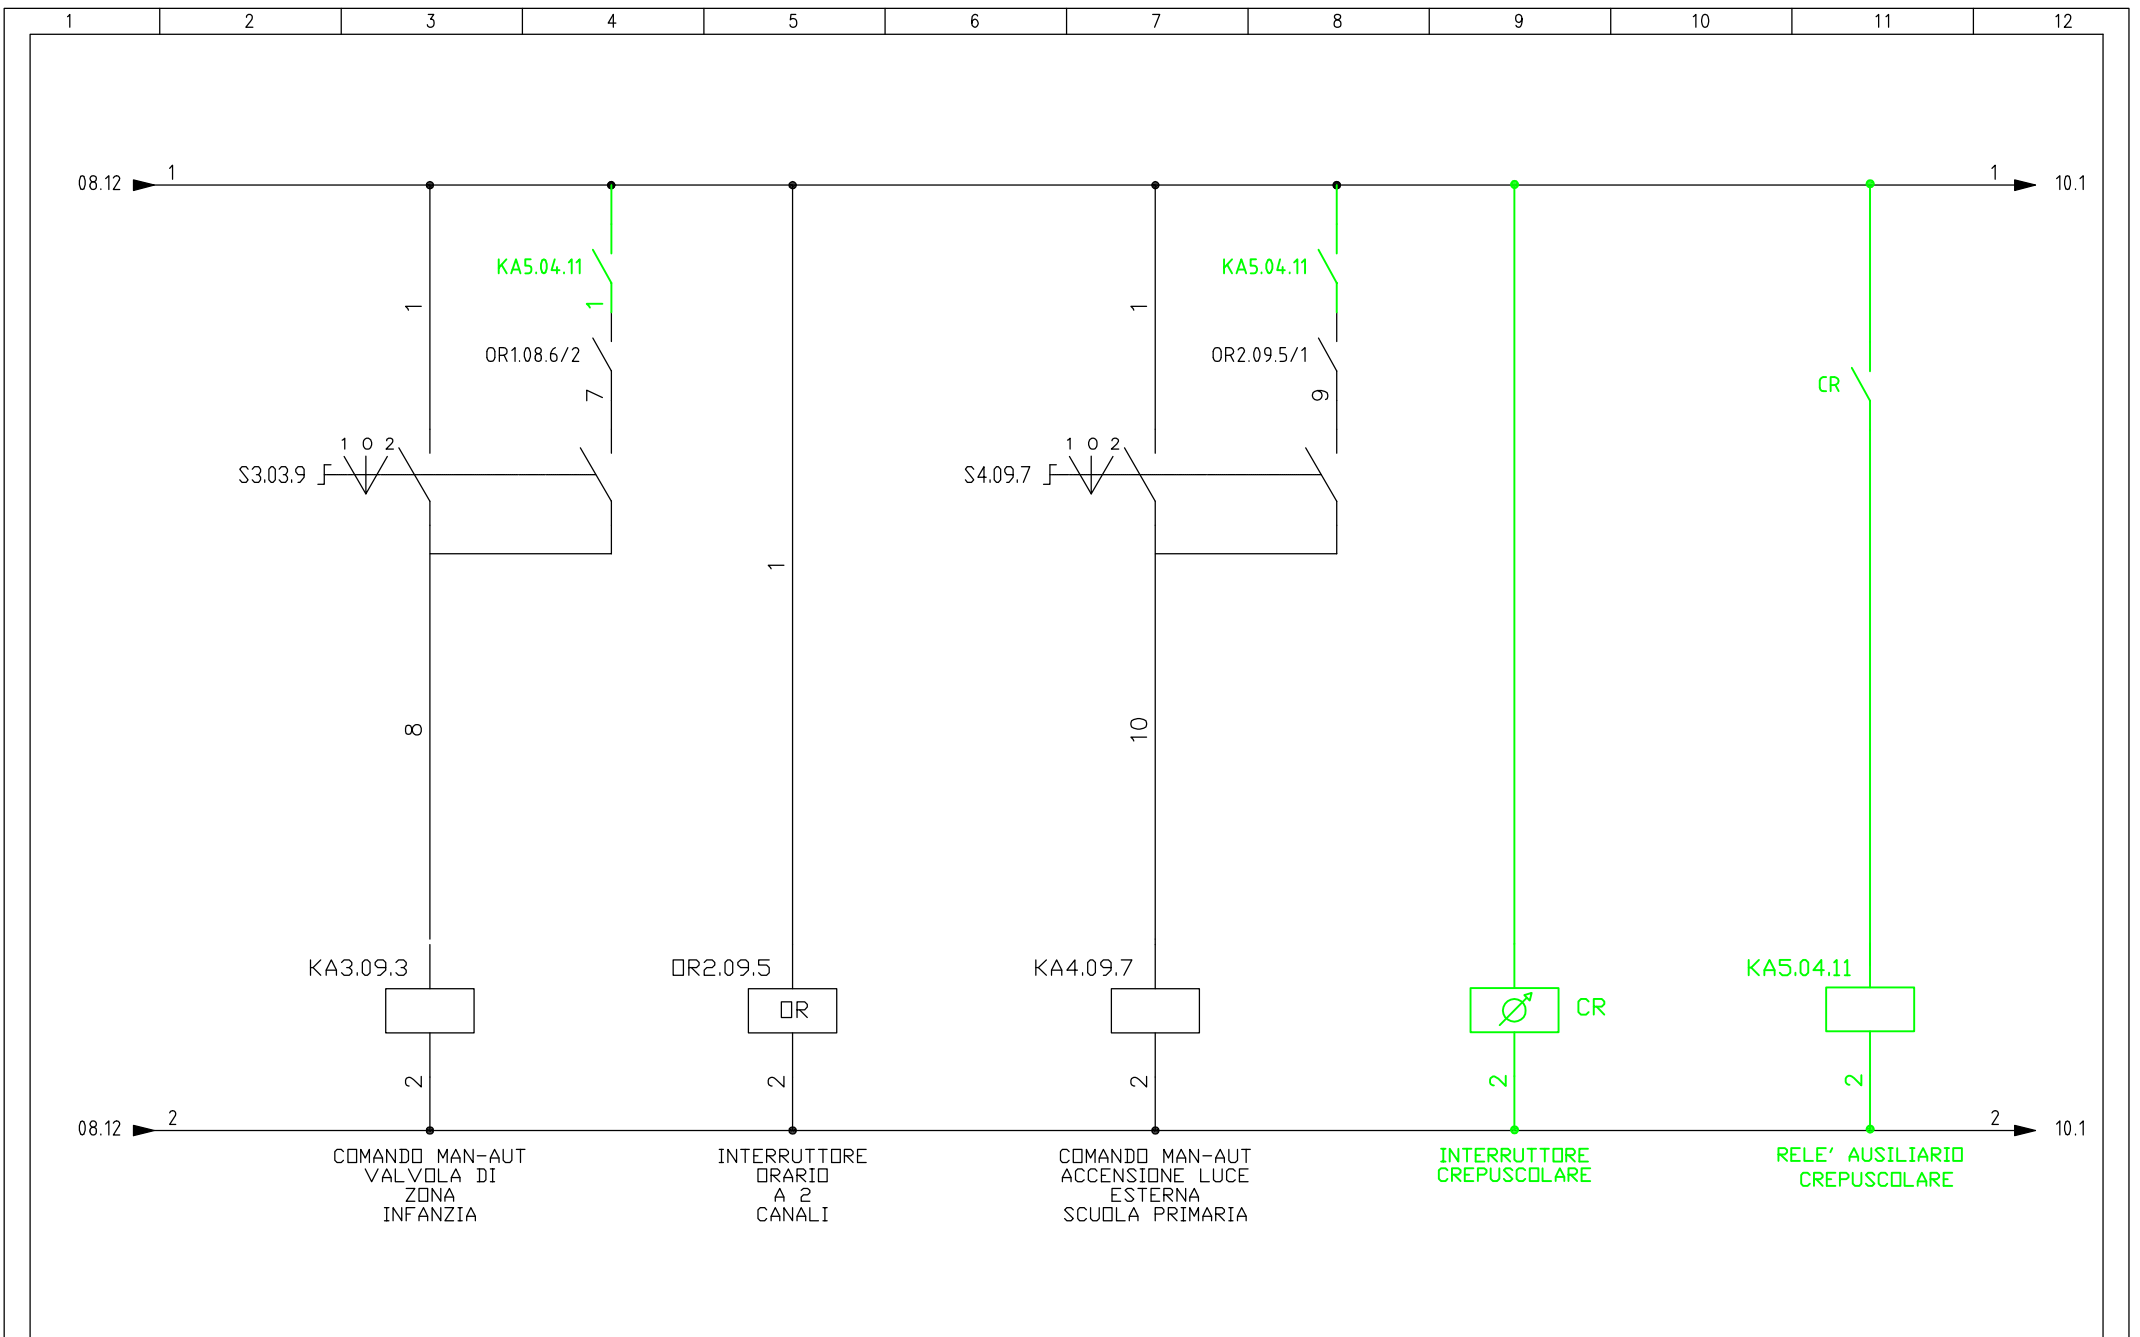 1 2 3 4 5 6 7 8 9 10 11 12
08.12 1 1 10.1
KA5.04.11 KA5.04.11
1 1 1
OR1.08.6/2 OR2.09.5/1
7 9
CR
1 0 2 1 0 2
S3.03.9 S4.09.7
1
8 10
KA3.09.3 OR2.09.5 KA4.09.7 KA5.04.11
OR CR
2 2 2 2 2
08.12 2 2 10.1
COMANDO MAN-AUT
VALVOLA DI
ZONA
INFANZIA
INTERRUTTORE
ORARIO
A 2
CANALI
COMANDO MAN-AUT
ACCENSIONE LUCE
ESTERNA
SCUOLA PRIMARIA
INTERRUTTORE
CREPUSCOLARE
RELE' AUSILIARIO
CREPUSCOLARE